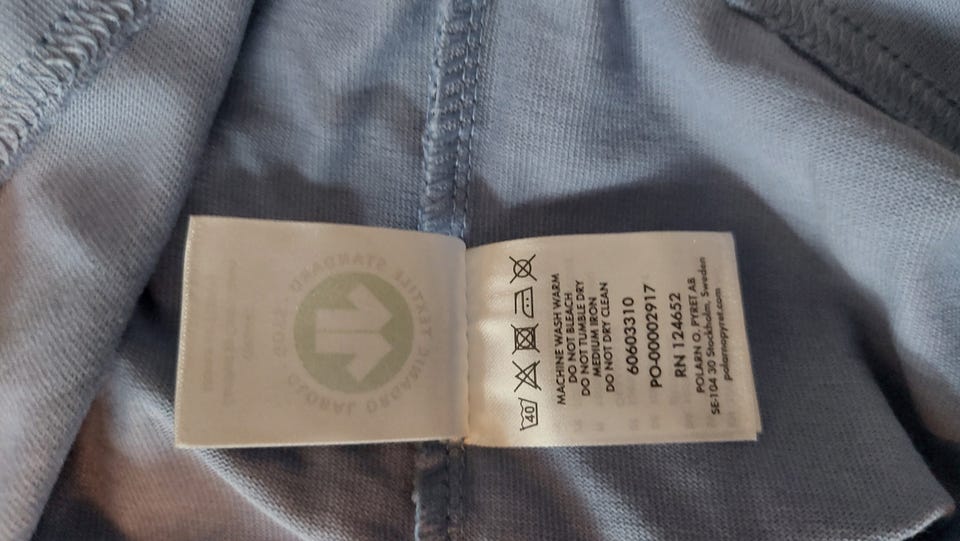 40
MACHINE WASH WARM
DO NOT BLEACH
DO NOT TUMBLE DRY
MEDIUM IRON
DO NOT DRY CLEAN
60603310
PO-00002917
RN 124652
POLARN O. PYRET AB
SE-104 30 Stockholm, Sweden
polarnopyret.com
GLOBAL ORGANIC TEXTILE STANDARD